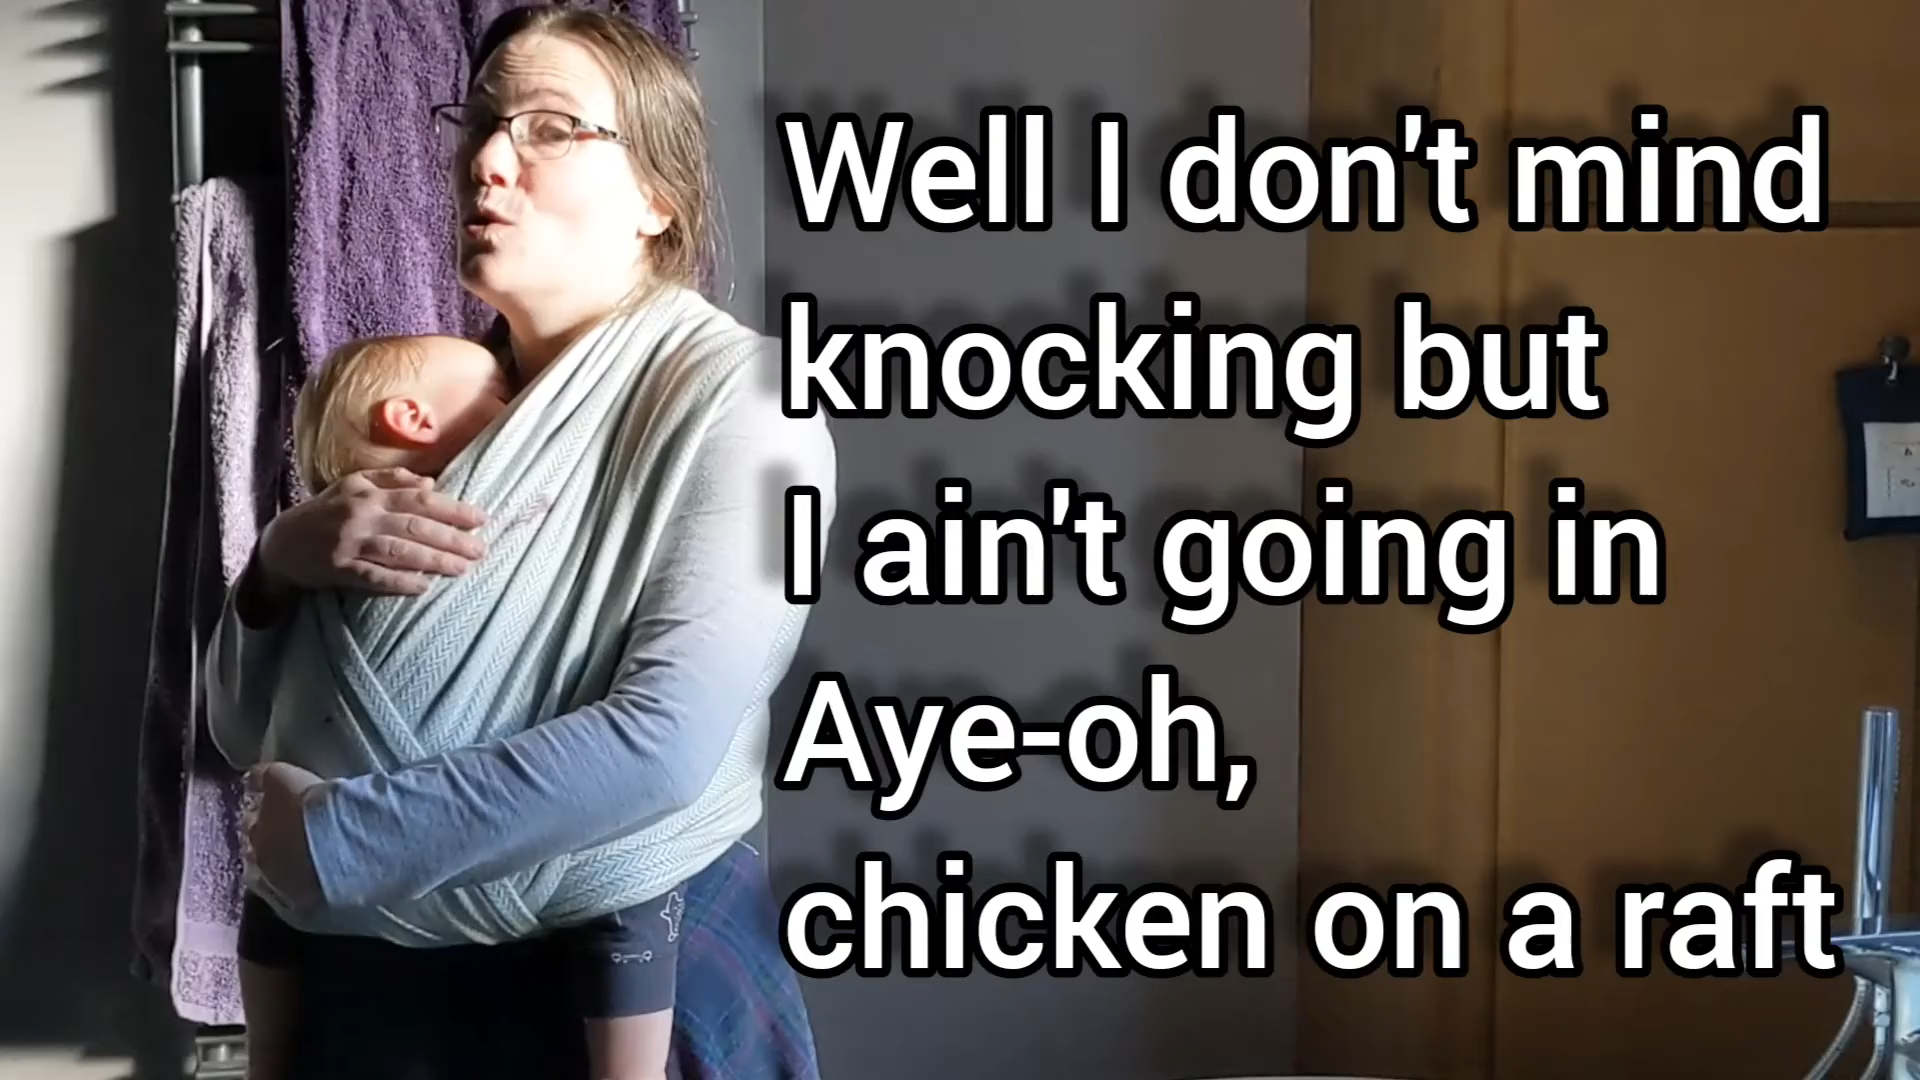 Well I don't mind
knocking but
I ain't going in
Aye-oh,
chicken on a raft